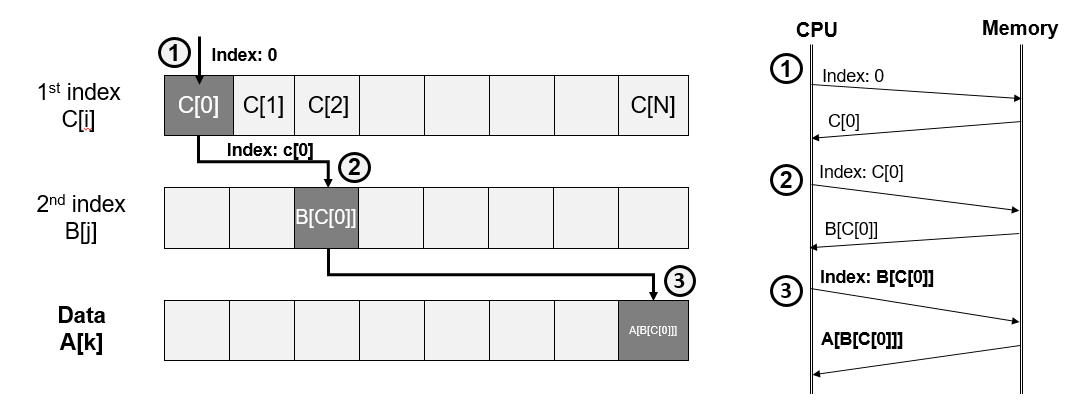 1
Index: 0
1st index
C[i]
C[0]
C[1]
C[2]
C[N]
Index: c[0]
2
2nd index
B[j]
B[C[0]]
3
Data
A[k]
A[B[C[0]]]
CPU
Memory
1
Index: 0
C[0]
2
Index: C[0]
B[C[0]]
3
Index: B[C[0]]
A[B[C[0]]]